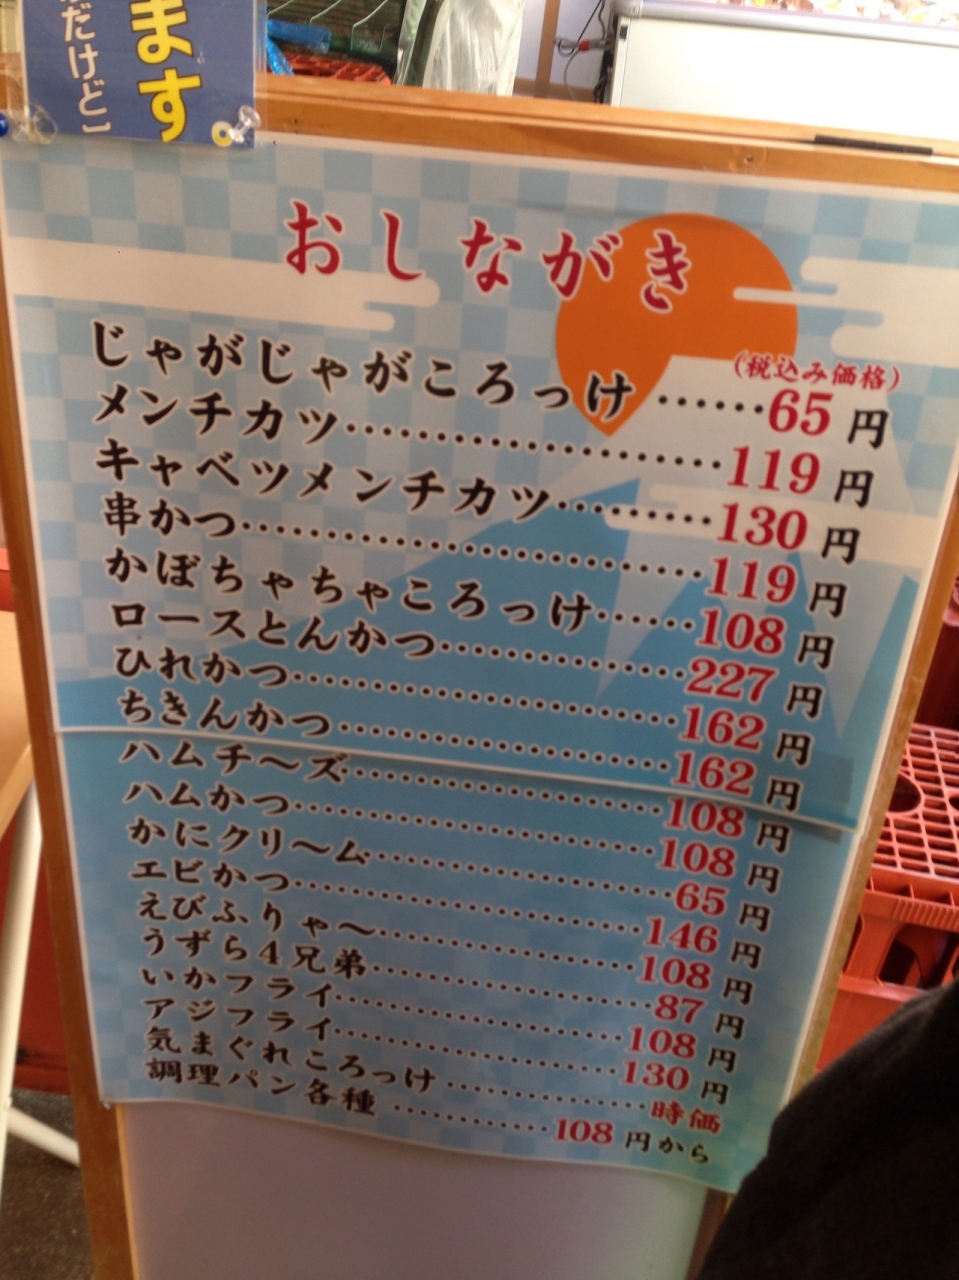 ます
だけどこ
おしながき
(税込み価格)
じゃがじゃがころっけ……65円
メンチカツ……119円
キャベツメンチカツ……130円
串かつ……119円
かぼちゃちゃころっけ……108円
ロースとんかつ……227円
ひれかつ……162円
ちきんかつ……162円
ハムチ〜ズ……108円
ハムかつ……108円
かにクリ〜ム……65円
エビかつ……146円
えびふりゃ〜……108円
うずら4兄弟……87円
いかフライ……108円
アジフライ……130円
気まぐれころっけ……時価
調理パン各種……108円から